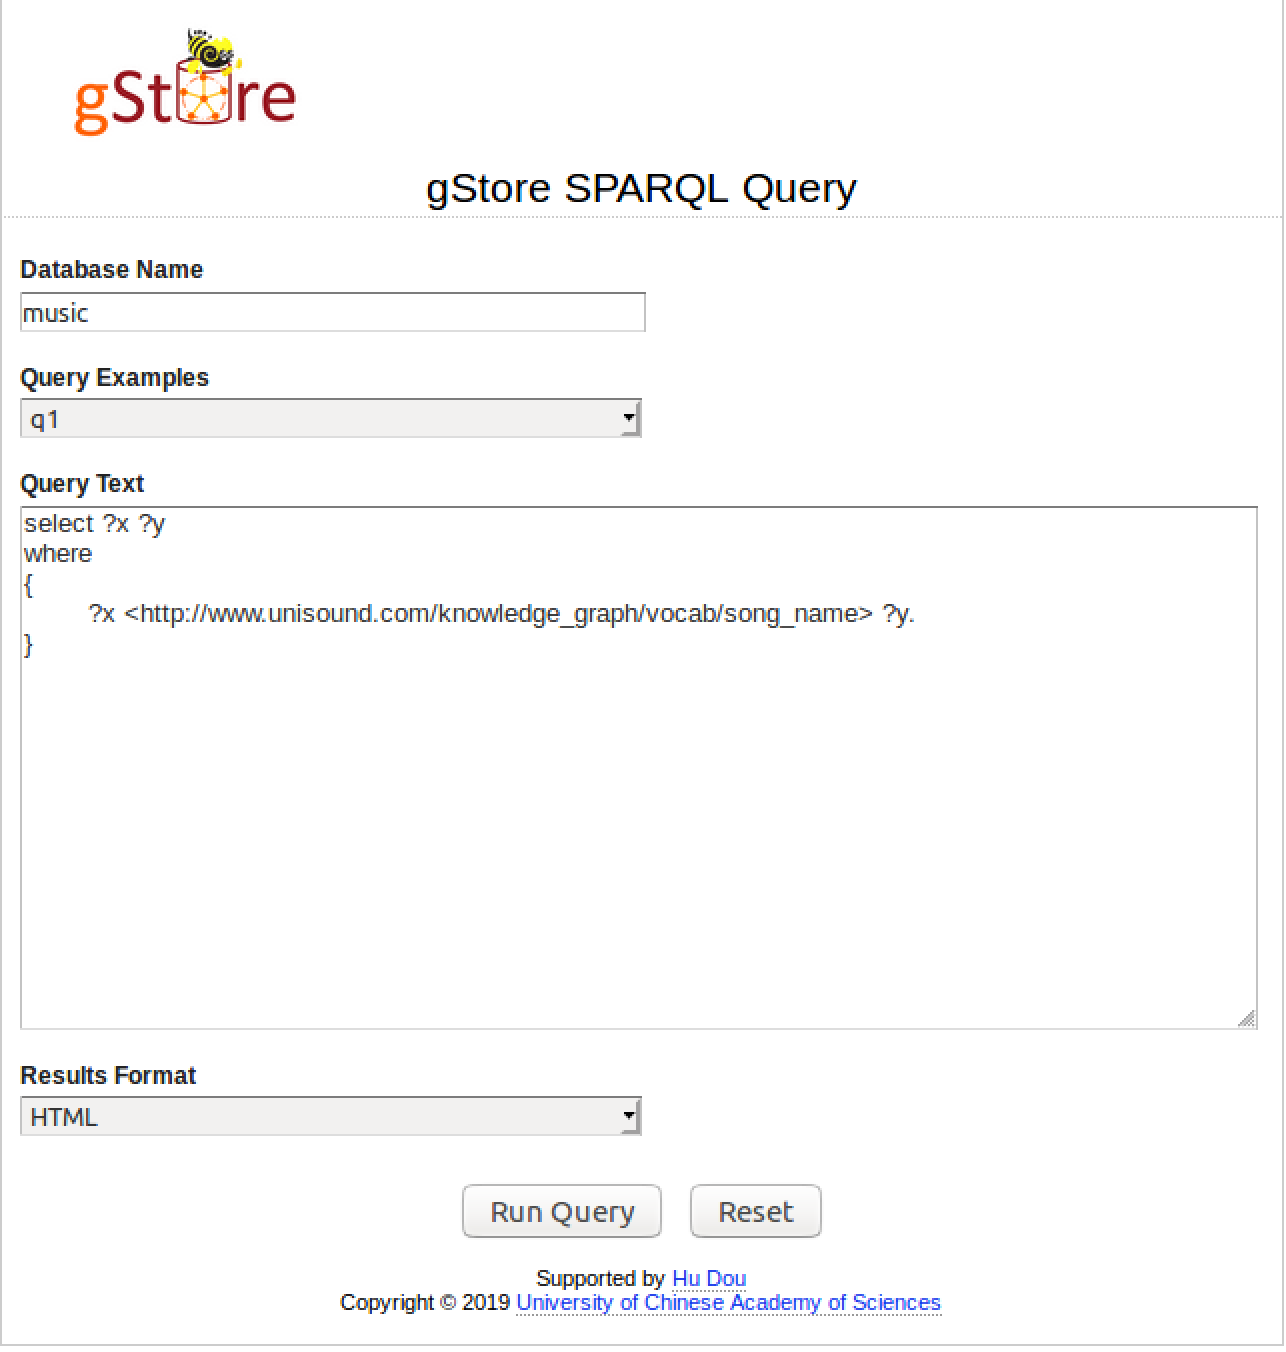 gStore
gStore SPARQL Query
Database Name
music
Query Examples
q1
Query Text
select ?x ?y
where
{
?x <http://www.unisound.com/knowledge_graph/vocab/song_name> ?y.
}
Results Format
HTML
Run Query Reset
Supported by Hu Dou
Copyright © 2019 University of Chinese Academy of Sciences